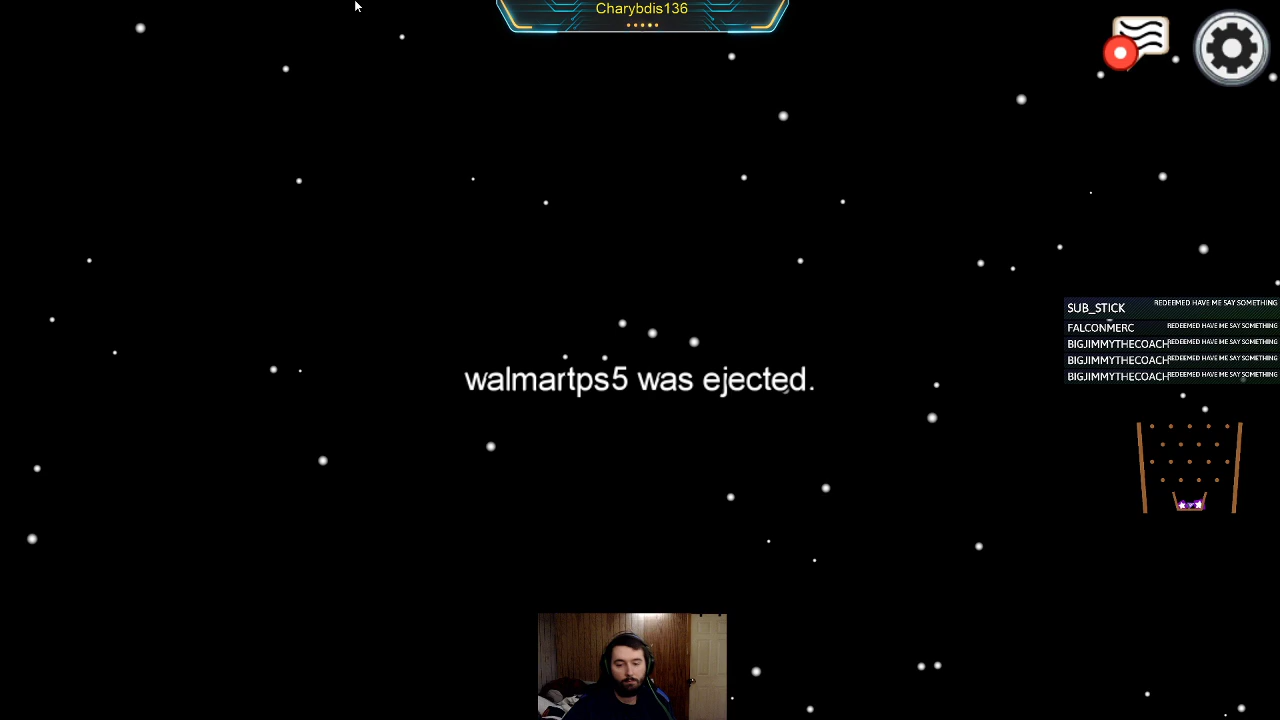 Charybdis136
SUB_STICK REDEEMED HAVE ME SAY SOMETHING
FALCONMERC REDEEMED HAVE ME SAY SOMETHING
BIGJIMMYTHECOACH REDEEMED HAVE ME SAY SOMETHING
BIGJIMMYTHECOACH REDEEMED HAVE ME SAY SOMETHING
BIGJIMMYTHECOACH REDEEMED HAVE ME SAY SOMETHING
walmartps5 was ejected.